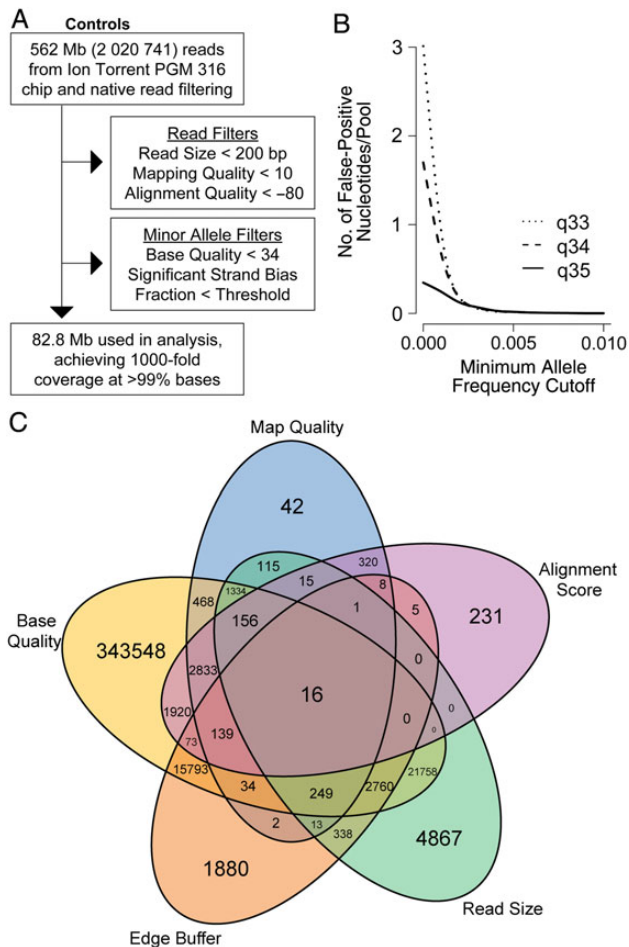 A
Controls
562 Mb (2 020 741) reads
from Ion Torrent PGM 316
chip and native read filtering
Read Filters
Read Size < 200 bp
Mapping Quality < 10
Alignment Quality < –80
Minor Allele Filters
Base Quality < 34
Significant Strand Bias
Fraction < Threshold
82.8 Mb used in analysis,
achieving 1000-fold
coverage at >99% bases
B
No. of False-Positive
Nucleotides/Pool
3
2
1
0
q33
q34
q35
0.000
0.005
0.010
Minimum Allele
Frequency Cutoff
C
Map Quality
42
Alignment
Score
231
Base
Quality
343548
Edge Buffer
1880
Read Size
4867
115
320
15
8
1334
468
156
1
5
2833
0
16
1920
0
0
0
73
139
15793
34
249
2760
21758
2
13
338